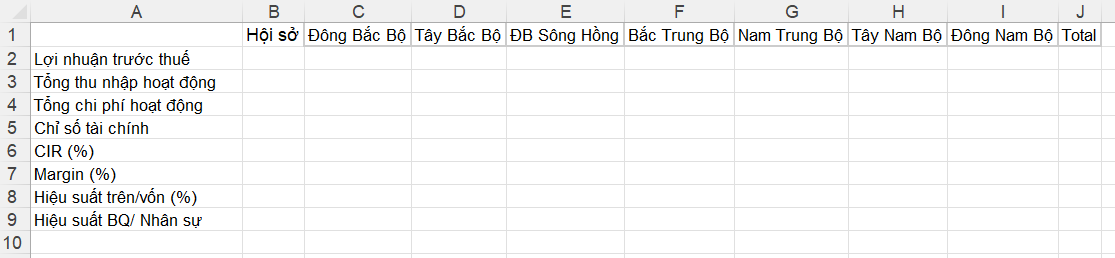 A B C D E F G H I J
1 Hội sở Đông Bắc Bộ Tây Bắc Bộ ĐB Sông Hồng Bắc Trung Bộ Nam Trung Bộ Tây Nam Bộ Đông Nam Bộ Total
2 Lợi nhuận trước thuế
3 Tổng thu nhập hoạt động
4 Tổng chi phí hoạt động
5 Chỉ số tài chính
6 CIR (%)
7 Margin (%)
8 Hiệu suất trên/vốn (%)
9 Hiệu suất BQ/ Nhân sự
10